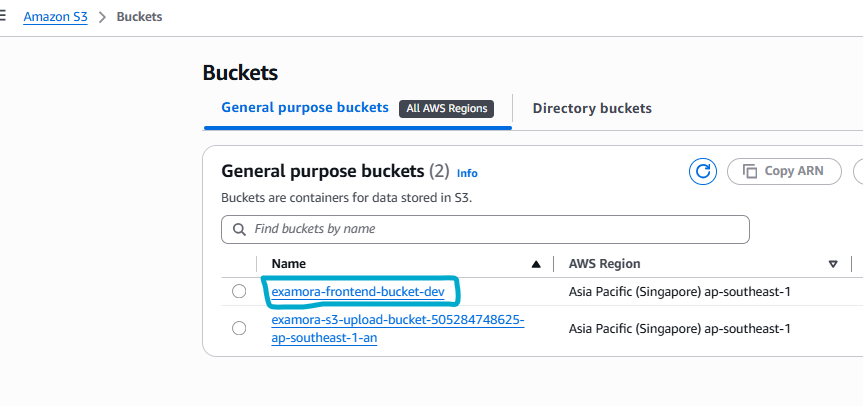 Amazon S3 > Buckets
Buckets
General purpose buckets All AWS Regions Directory buckets
General purpose buckets (2) Info
Copy ARN
Buckets are containers for data stored in S3.
Find buckets by name
Name AWS Region
examora-frontend-bucket-dev Asia Pacific (Singapore) ap-southeast-1
examora-s3-upload-bucket-505284748625-
ap-southeast-1-an Asia Pacific (Singapore) ap-southeast-1